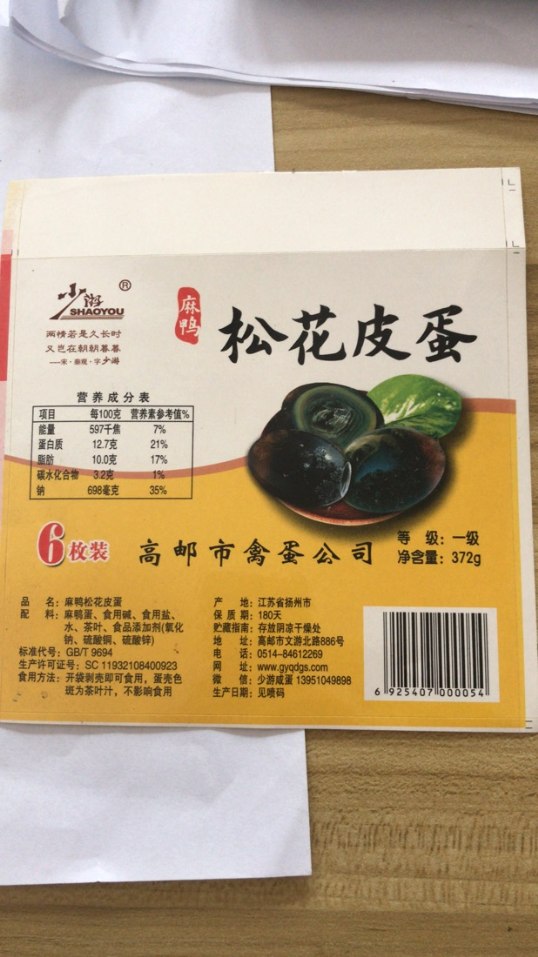 少游®
SHAOYOU
两情若是久长时
又岂在朝朝暮暮
——宋·秦观·字少游
麻鸭
松花皮蛋
营养成分表
项目 每100克 营养素参考值%
能量 597千焦 7%
蛋白质 12.7克 21%
脂肪 10.0克 17%
碳水化合物 3.2克 1%
钠 698毫克 35%
6枚装
高邮市禽蛋公司
等 级：一级
净含量：372g
品 名：麻鸭松花皮蛋
配 料：麻鸭蛋、食用碱、食用盐、
水、茶叶、食品添加剂(氧化
钠、硫酸铜、硫酸锌)
标准代号：GB/T 9694
生产许可证号：SC 11932108400923
食用方法：开袋剥壳即可食用，蛋壳色
斑为茶叶汁，不影响食用
产 地：江苏省扬州市
保 质 期：180天
贮藏指南：存放阴凉干燥处
地 址：高邮市文游北路886号
电 话：0514-84612269
网 址：www.gyqdgs.com
微 信：少游咸蛋 13951049898
生产日期：见喷码
6 925407 000054